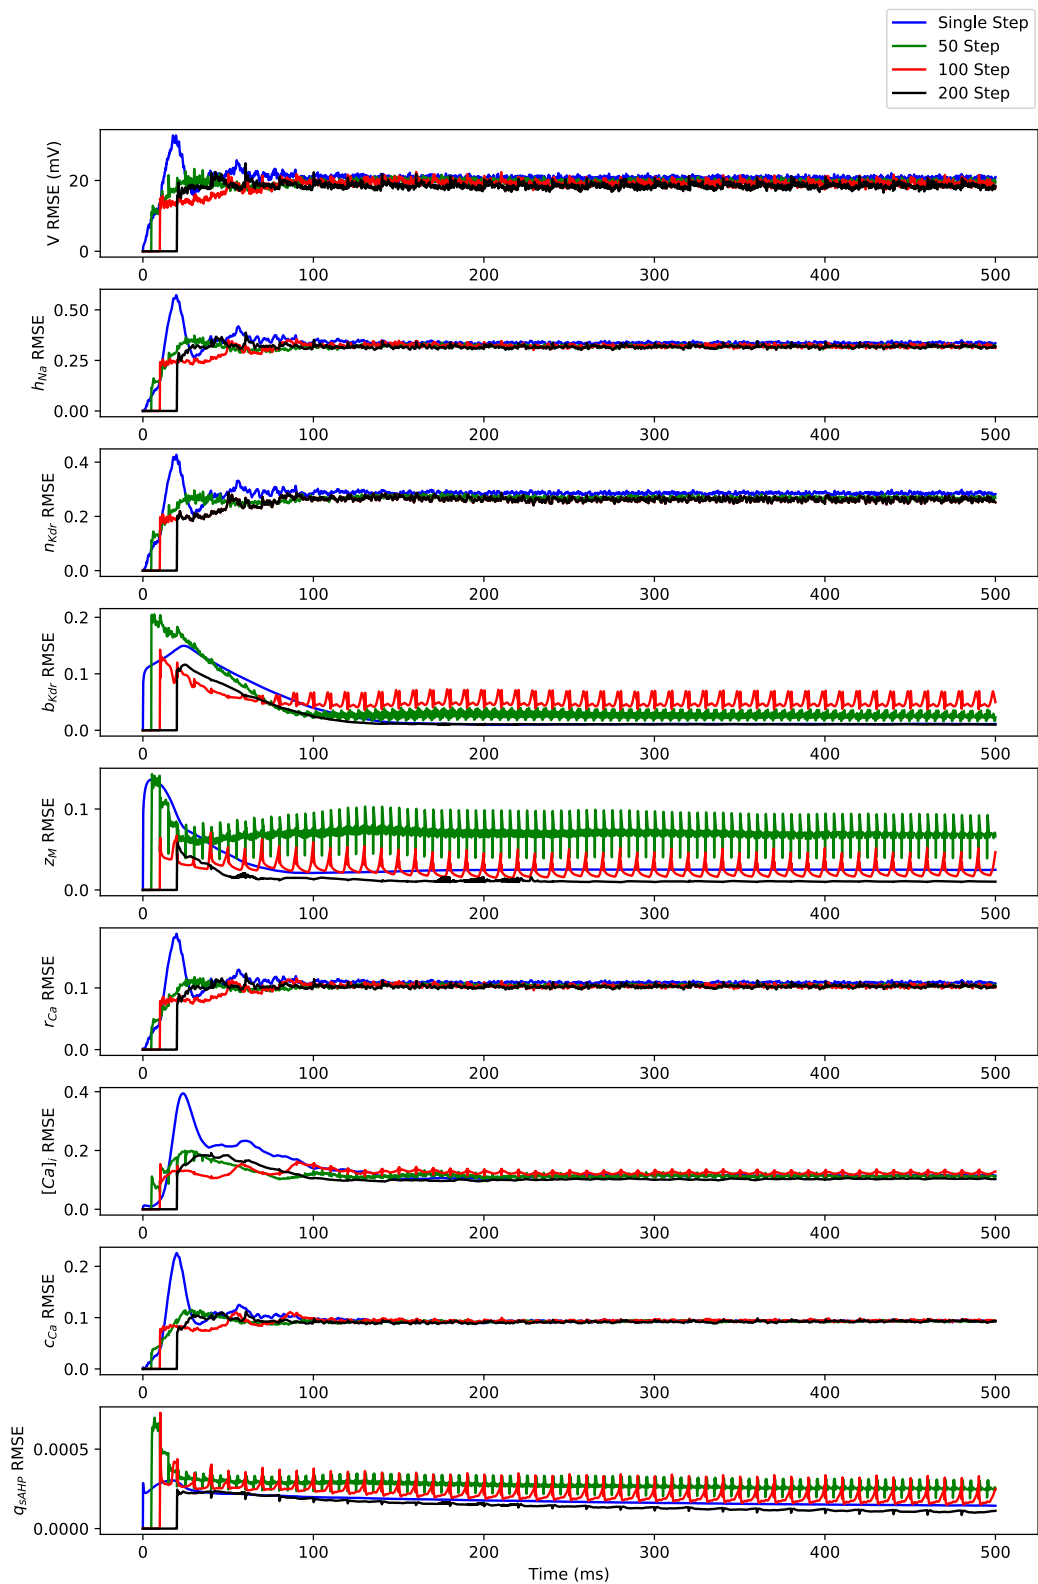 Single Step
50 Step
100 Step
200 Step
V RMSE (mV)
20
0
0 100 200 300 400 500
h_Na RMSE
0.50
0.25
0.00
0 100 200 300 400 500
n_Kdr RMSE
0.4
0.2
0.0
0 100 200 300 400 500
b_Kdr RMSE
0.2
0.1
0.0
0 100 200 300 400 500
z_M RMSE
0.1
0.0
0 100 200 300 400 500
r_Ca RMSE
0.1
0.0
0 100 200 300 400 500
[Ca]_i RMSE
0.4
0.2
0.0
0 100 200 300 400 500
c_Ca RMSE
0.2
0.1
0.0
0 100 200 300 400 500
q_sAHP RMSE
0.0005
0.0000
0 100 200 300 400 500
Time (ms)